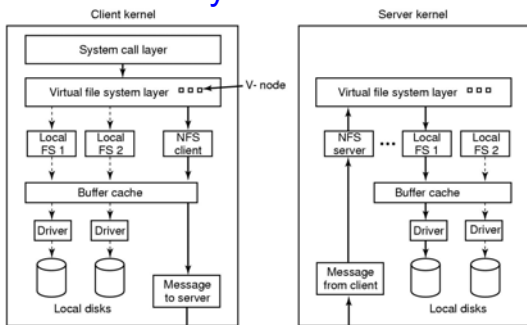 Client kernel
System call layer
Virtual file system layer
V- node
Local
FS 1
Local
FS 2
NFS
client
Buffer cache
Driver
Driver
Message
to server
Local disks
Server kernel
Virtual file system layer
NFS
server
Local
FS 1
Local
FS 2
Buffer cache
Driver
Driver
Message
from client
Local disks